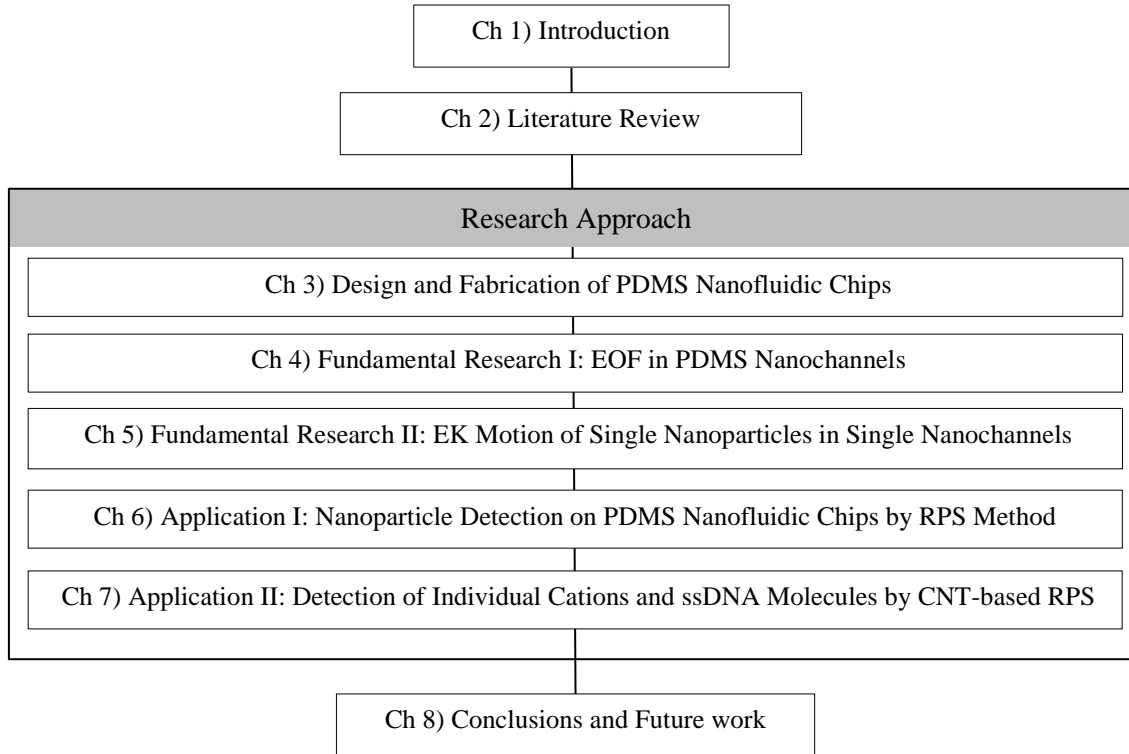 Ch 1) Introduction
Ch 2) Literature Review
Research Approach
Ch 3) Design and Fabrication of PDMS Nanofluidic Chips
Ch 4) Fundamental Research I: EOF in PDMS Nanochannels
Ch 5) Fundamental Research II: EK Motion of Single Nanoparticles in Single Nanochannels
Ch 6) Application I: Nanoparticle Detection on PDMS Nanofluidic Chips by RPS Method
Ch 7) Application II: Detection of Individual Cations and ssDNA Molecules by CNT-based RPS
Ch 8) Conclusions and Future work